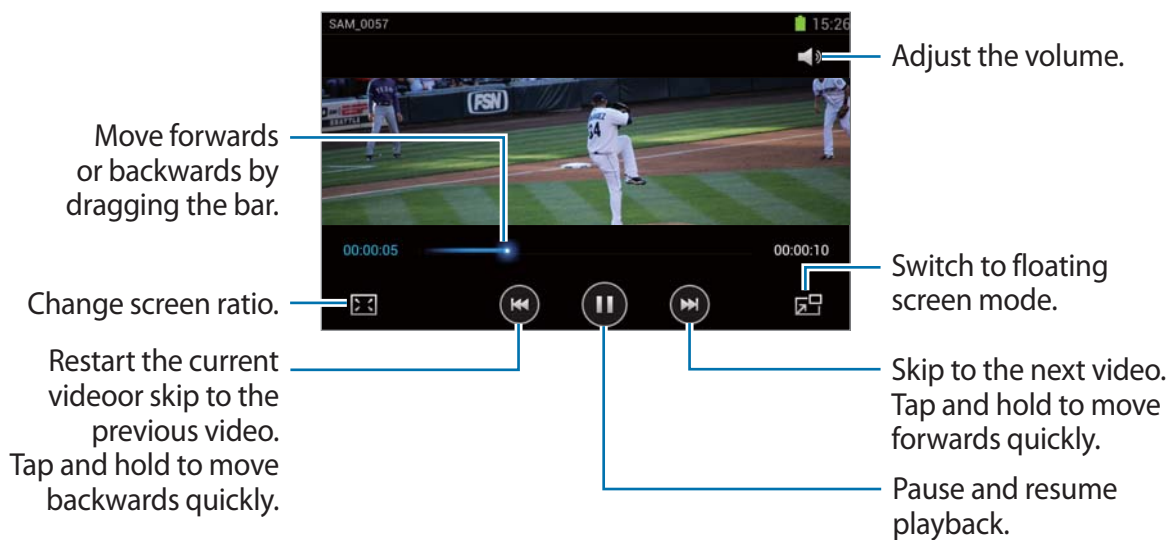 SAM_0057
15:26
Adjust the volume.
FSN
54
Move forwards
or backwards by
dragging the bar.
00:00:05
00:00:10
Switch to floating
screen mode.
Change screen ratio.
Restart the current
videoor skip to the
previous video.
Tap and hold to move
backwards quickly.
Skip to the next video.
Tap and hold to move
forwards quickly.
Pause and resume
playback.